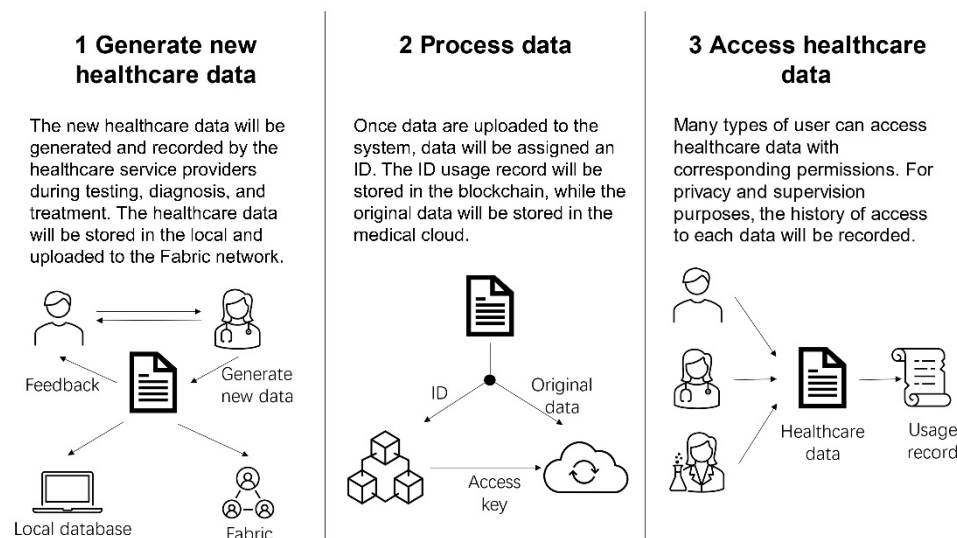 1 Generate new
healthcare data
The new healthcare data will be
generated and recorded by the
healthcare service providers
during testing, diagnosis, and
treatment. The healthcare data
will be stored in the local and
uploaded to the Fabric network.
Feedback
Generate
new data
Local database
Fabric
2 Process data
Once data are uploaded to the
system, data will be assigned an
ID. The ID usage record will be
stored in the blockchain, while the
original data will be stored in the
medical cloud.
ID
Original
data
Access
key
3 Access healthcare
data
Many types of user can access
healthcare data with
corresponding permissions. For
privacy and supervision
purposes, the history of access
to each data will be recorded.
Healthcare
data
Usage
record